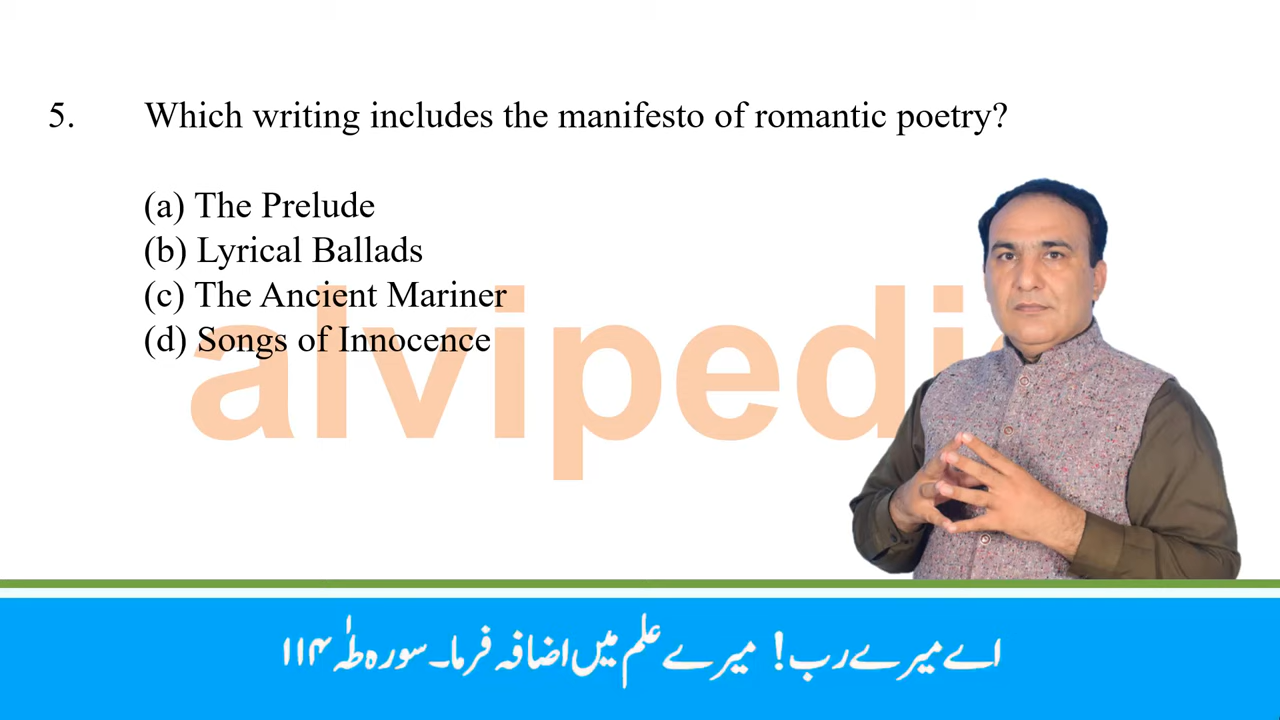 5. Which writing includes the manifesto of romantic poetry?
(a) The Prelude
(b) Lyrical Ballads
(c) The Ancient Mariner
(d) Songs of Innocence
alvipedi
اے میرے رب! میرے علم میں اضافہ فرما۔ سورہ طہٰ ۱۱۴